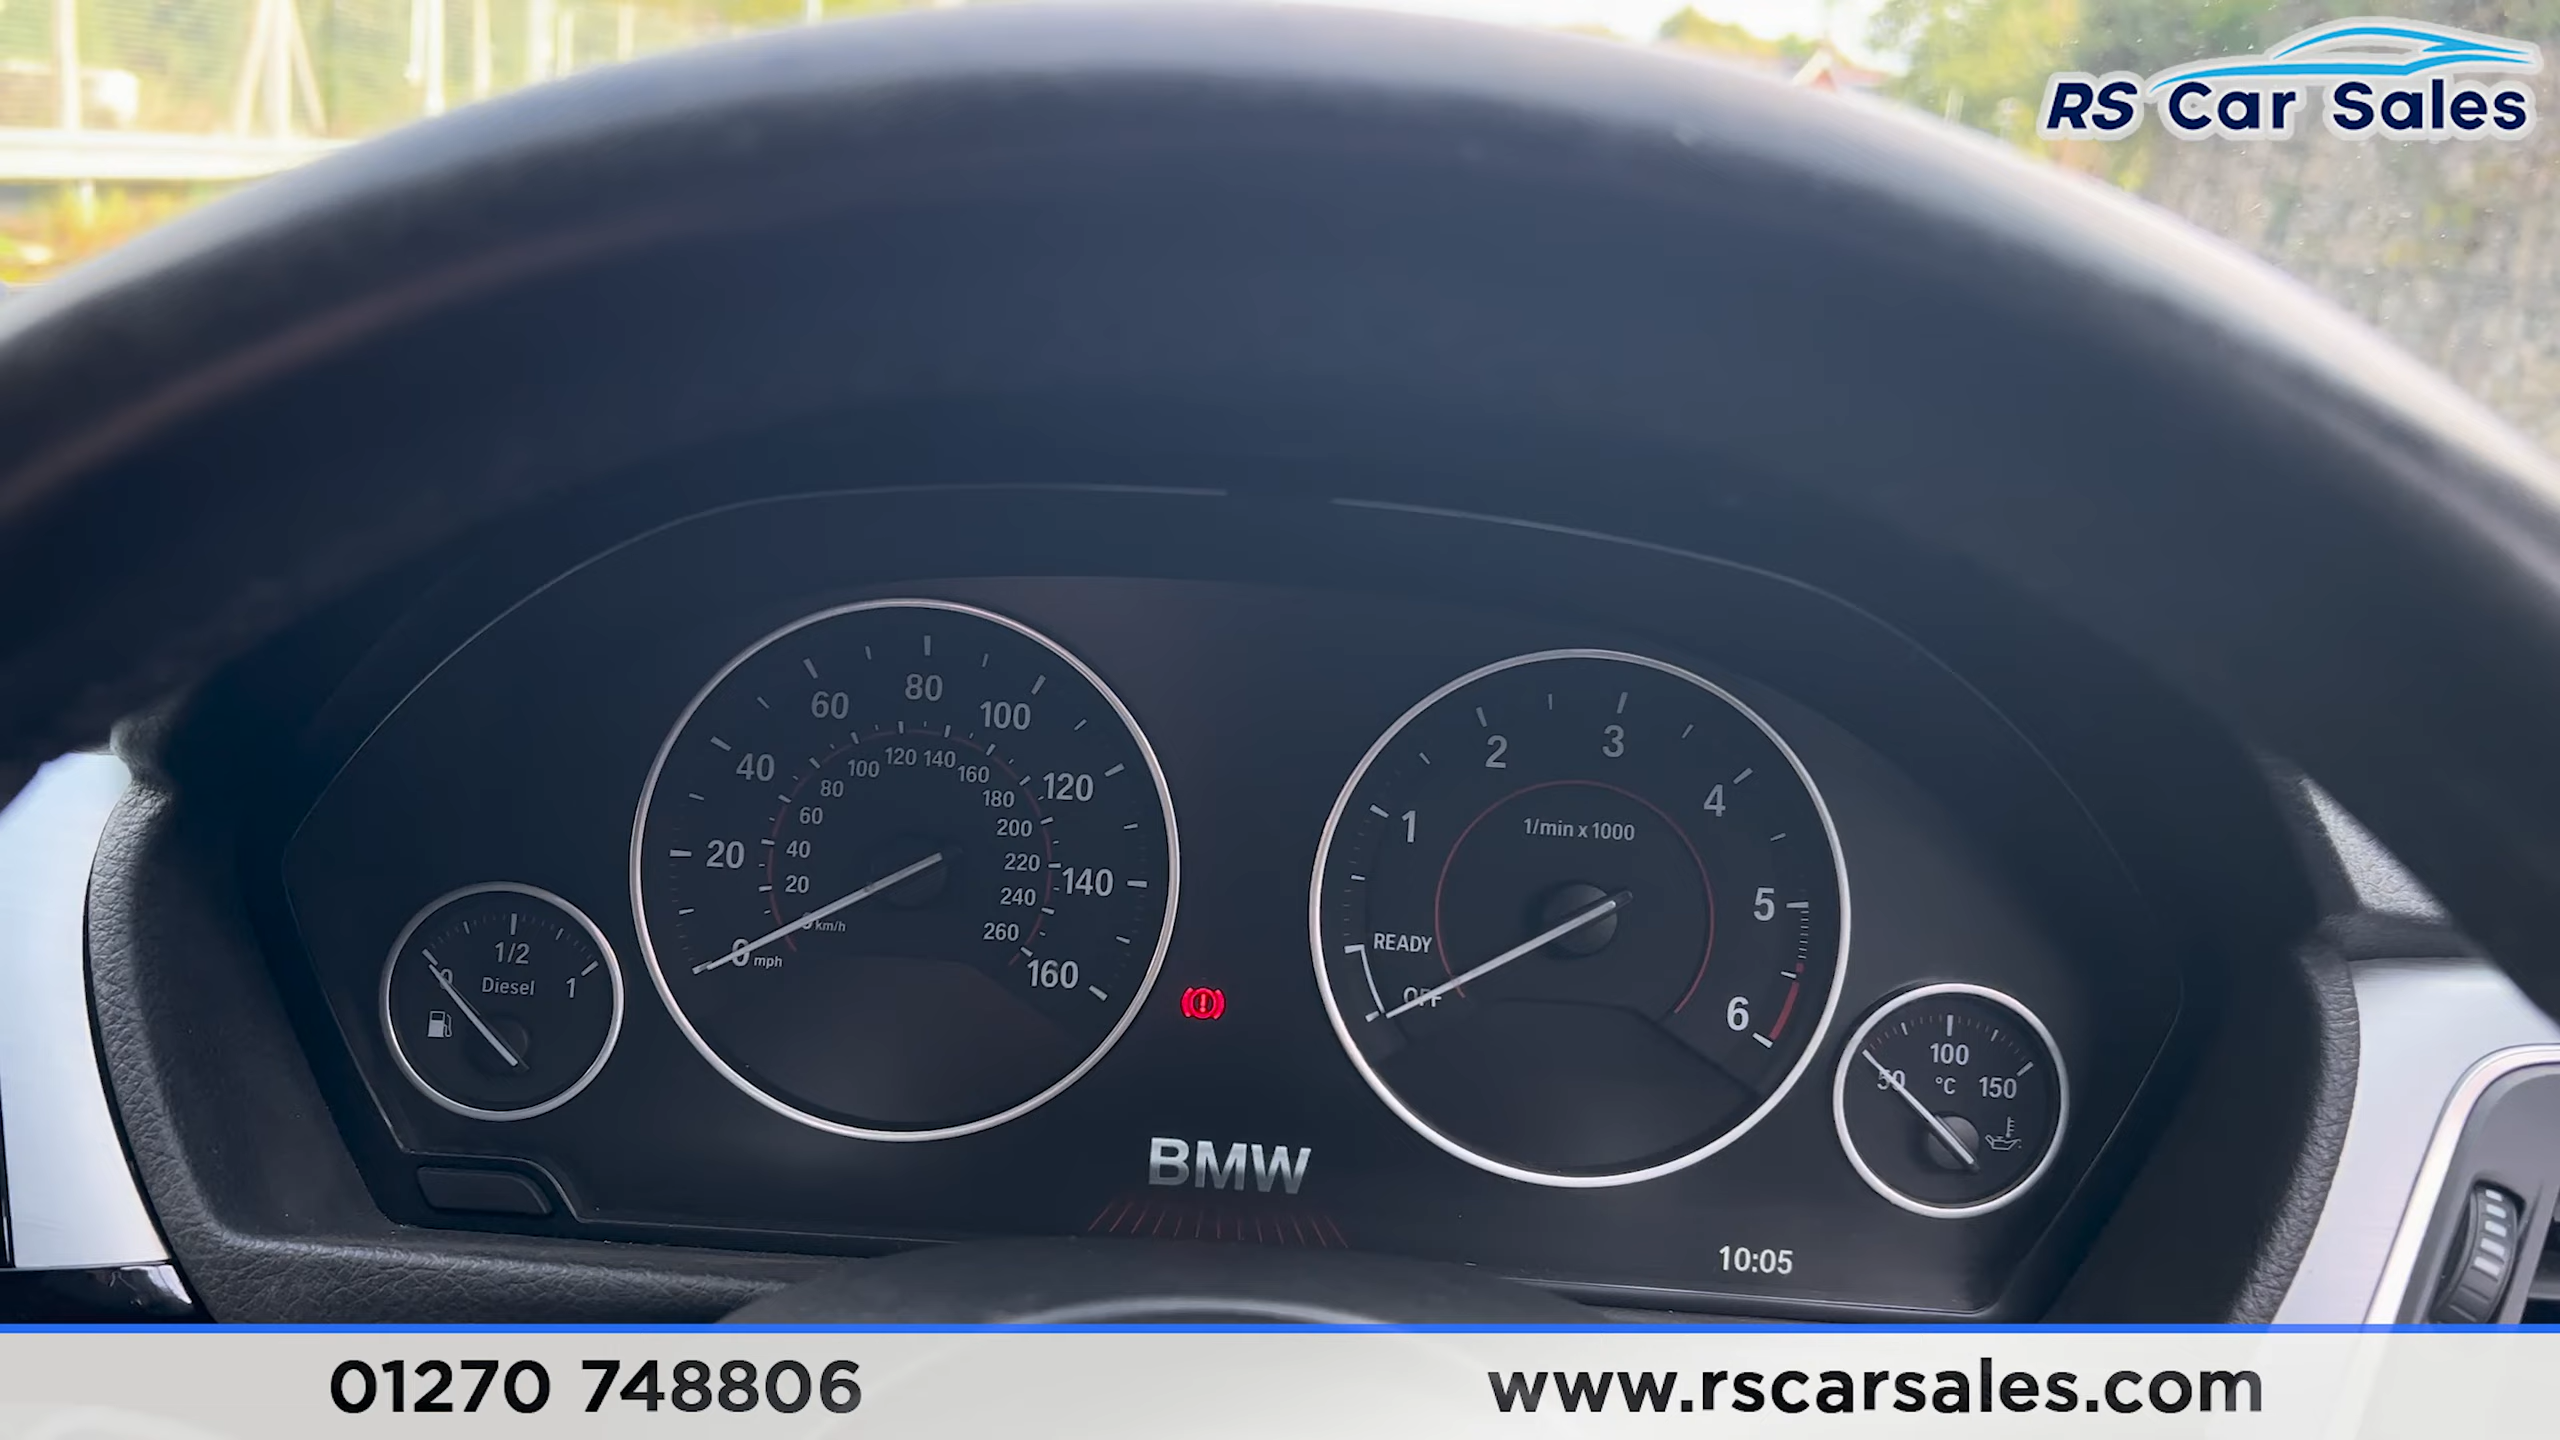 RS Car Sales
60 80 100
40 120
20 140
0 mph 160
100 120 140 160
80 180
60 200
40 220
20 240
km/h 260
1/2
0 1
Diesel
2 3
1 4
1/min x 1000
5
READY
OFF
6
100
50 °C 150
BMW
10:05
01270 748806
www.rscarsales.com